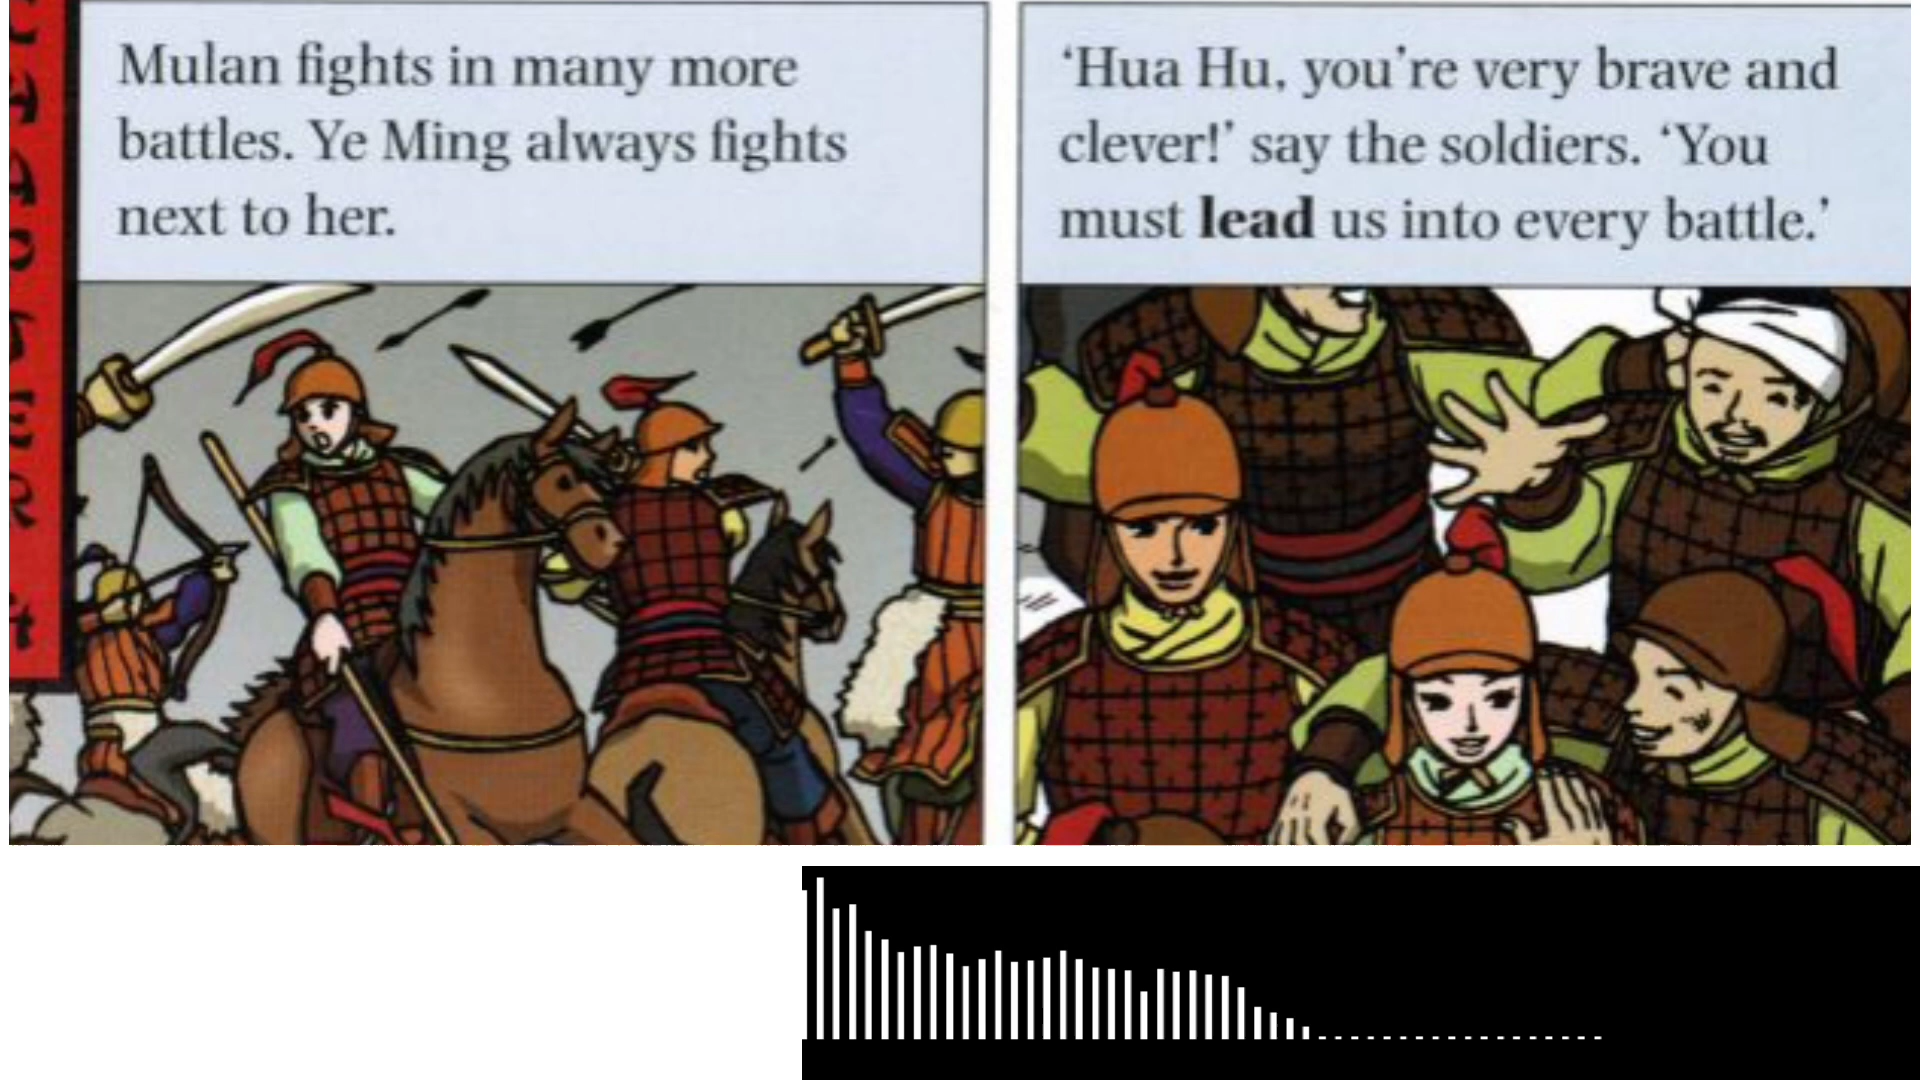 Mulan fights in many more
battles. Ye Ming always fights
next to her.
‘Hua Hu, you’re very brave and
clever!’ say the soldiers. ‘You
must lead us into every battle.’